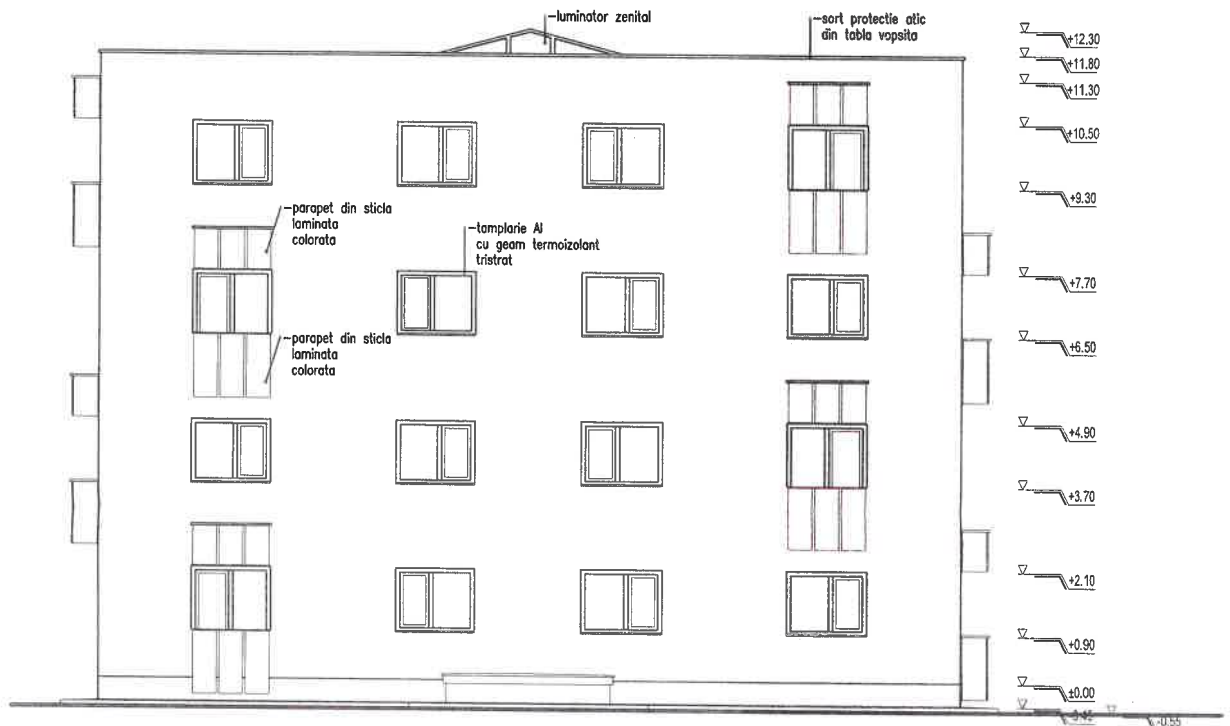 luminator zenital
sort protectie atic
din tabla vopsita
+12.30
+11.80
+11.30
+10.50
+9.30
parapet din sticla
laminata
colorata
tamplarie Al
cu geam termoizolant
tristrat
+7.70
+6.50
parapet din sticla
laminata
colorata
+4.90
+3.70
+2.10
+0.90
±0.00
-0.55